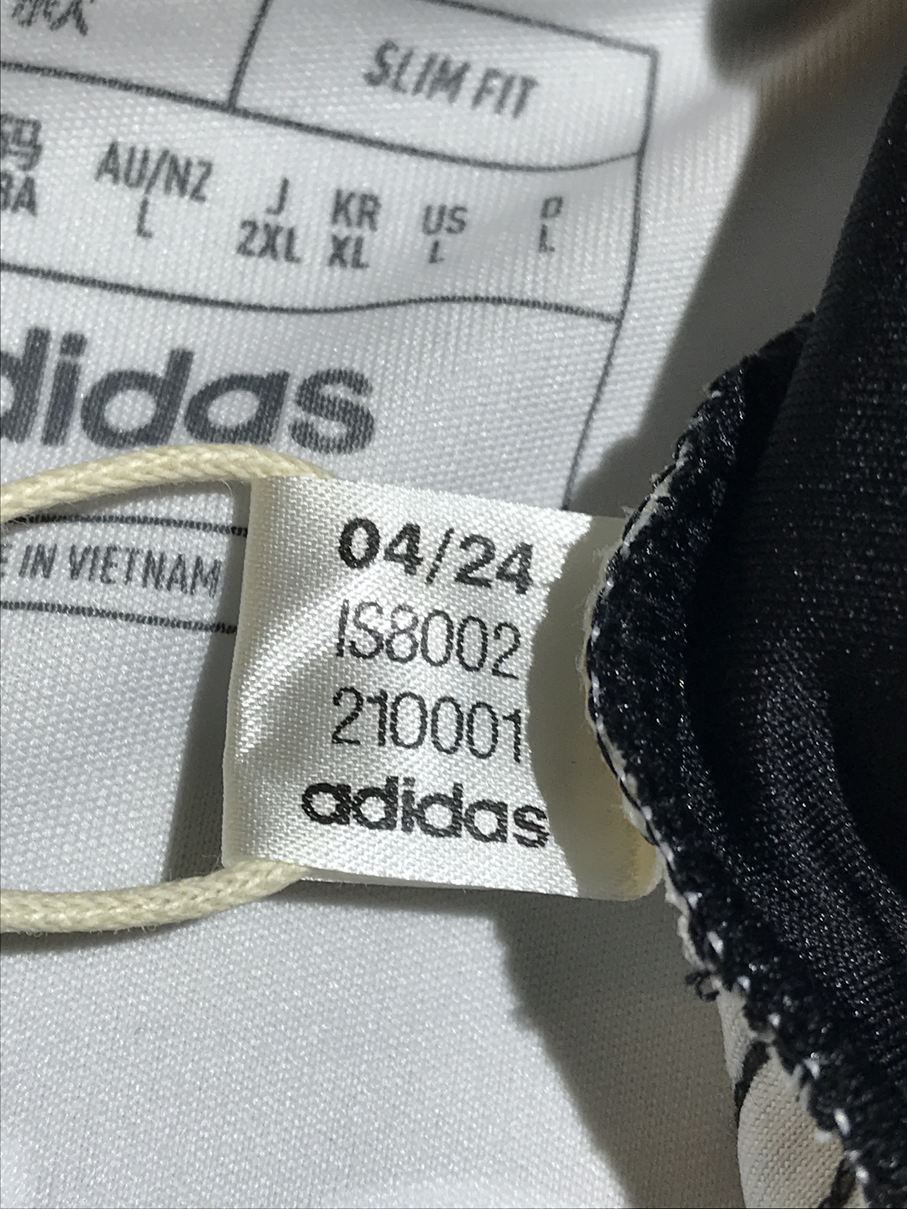 SLIM FIT
AU/NZ J KR US D
L 2XL XL L L
adidas
IN VIETNAM
04/24
IS8002
210001
adidas